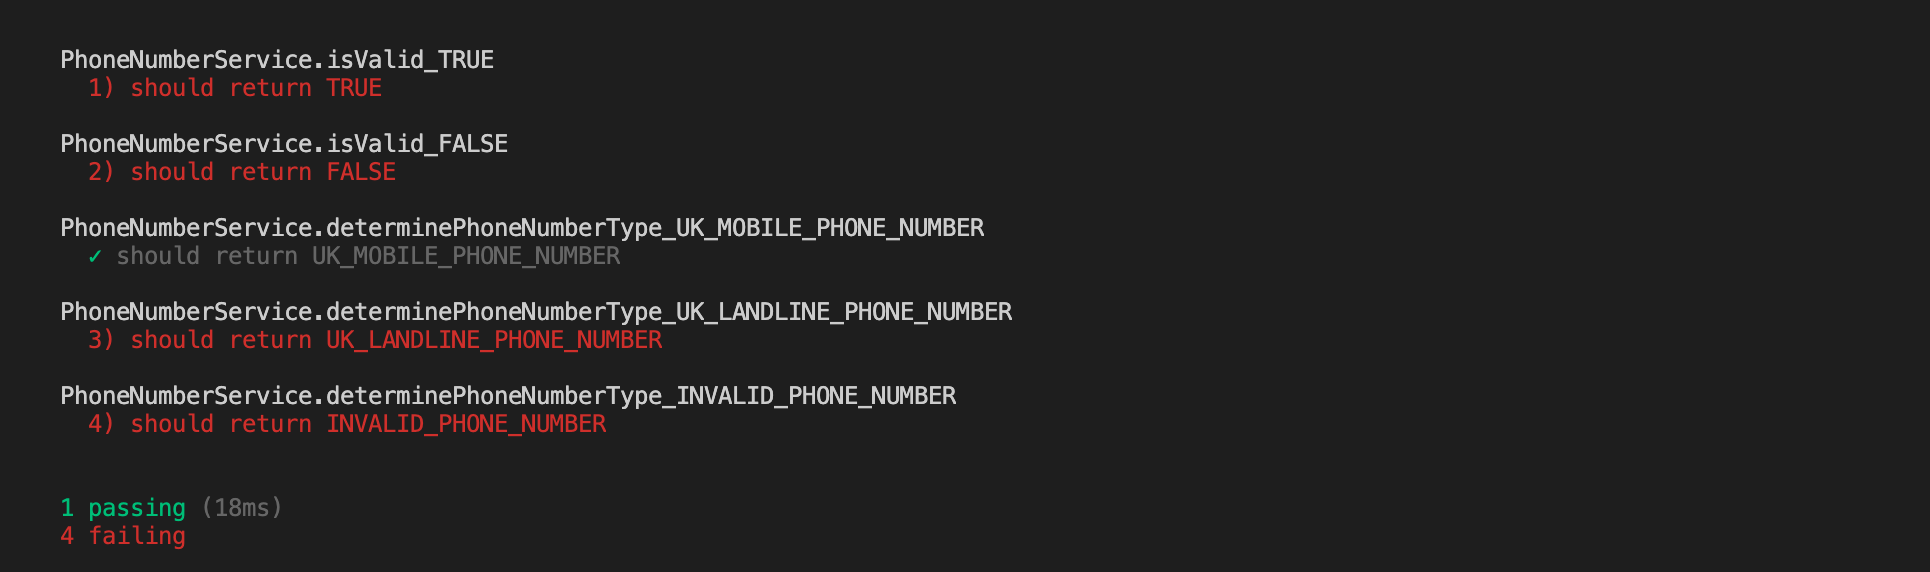 PhoneNumberService.isValid_TRUE
1) should return TRUE
PhoneNumberService.isValid_FALSE
2) should return FALSE
PhoneNumberService.determinePhoneNumberType_UK_MOBILE_PHONE_NUMBER
✓ should return UK_MOBILE_PHONE_NUMBER
PhoneNumberService.determinePhoneNumberType_UK_LANDLINE_PHONE_NUMBER
3) should return UK_LANDLINE_PHONE_NUMBER
PhoneNumberService.determinePhoneNumberType_INVALID_PHONE_NUMBER
4) should return INVALID_PHONE_NUMBER
1 passing (18ms)
4 failing